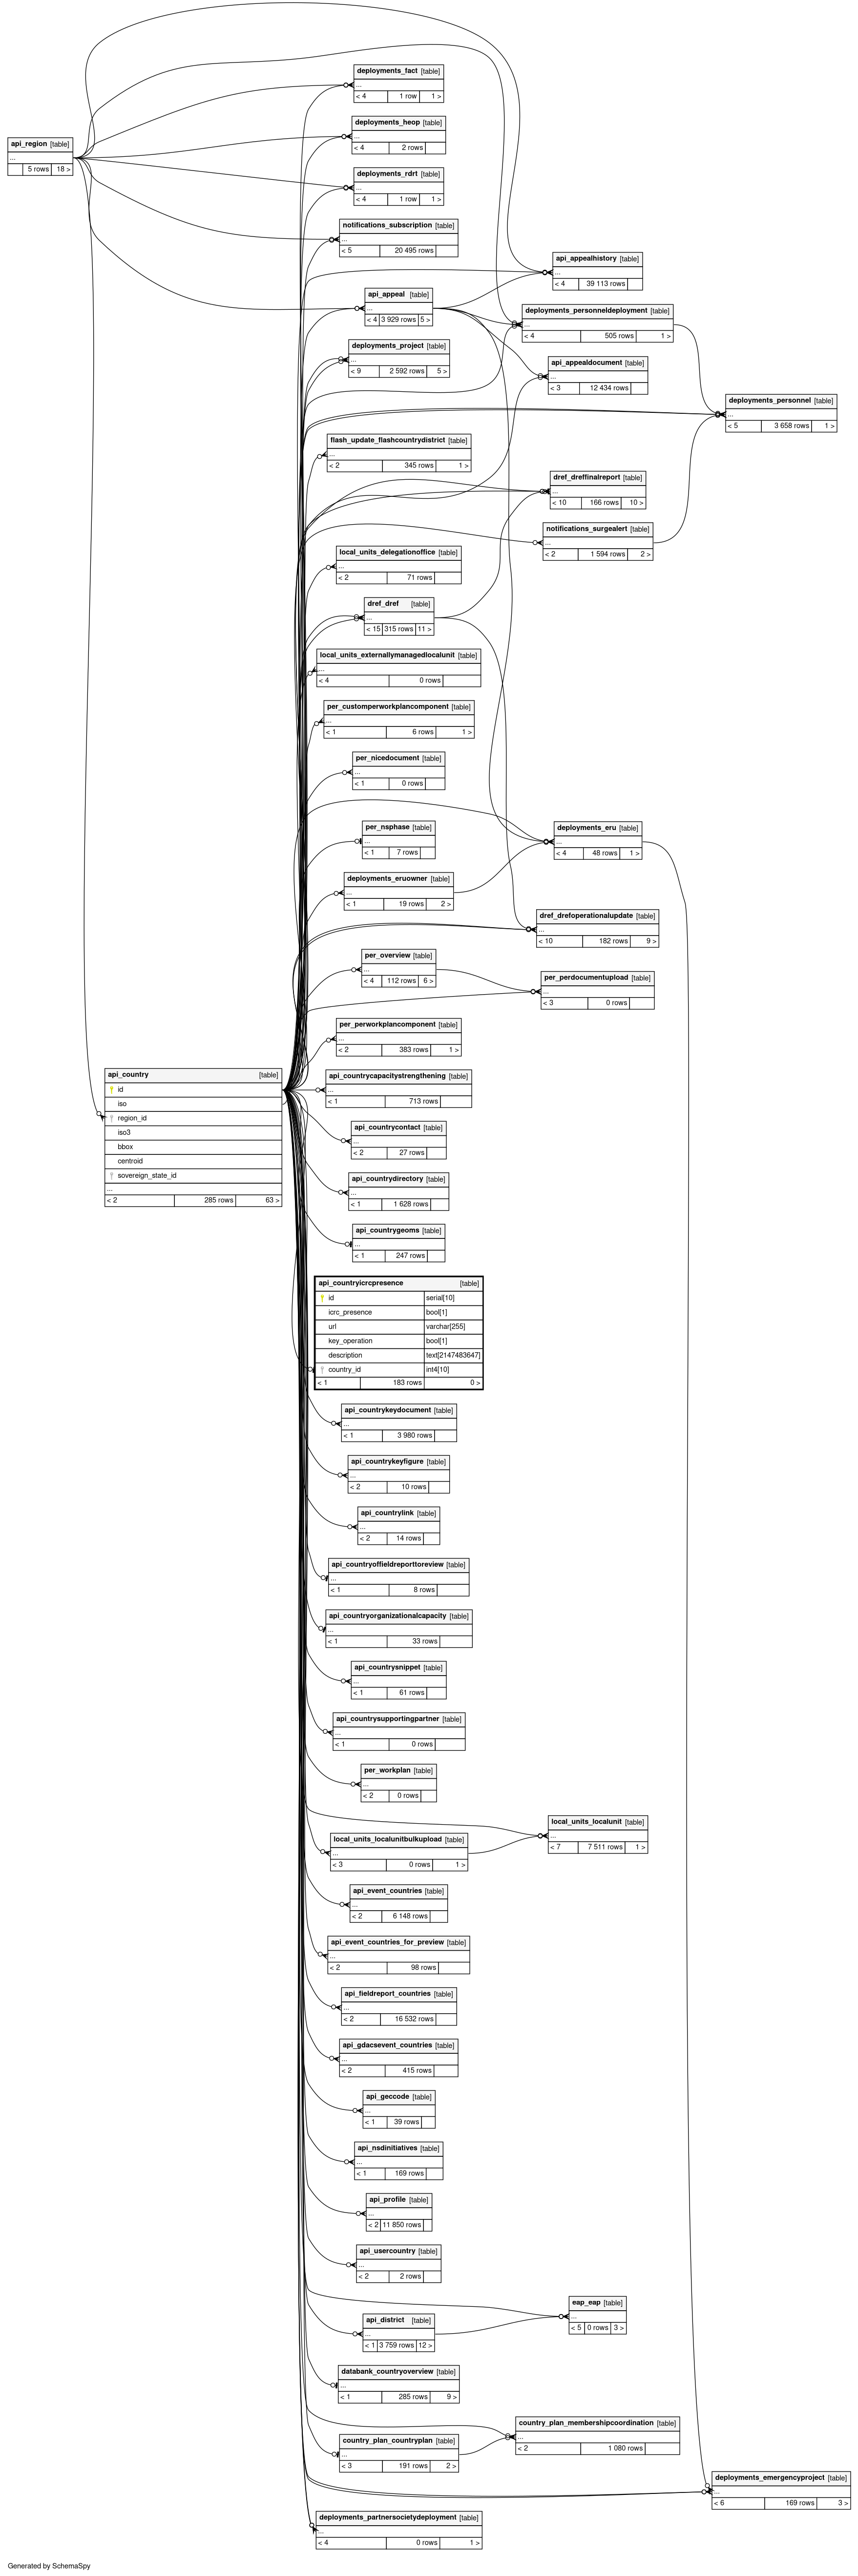 deployments_fact [table]
...
< 4 1 row 1 >
deployments_heop [table]
...
< 4 2 rows
api_region [table]
...
5 rows 18 >
deployments_rdrt [table]
...
< 4 1 row 1 >
notifications_subscription [table]
...
< 5 20 495 rows
api_appealhistory [table]
...
< 4 39 113 rows
api_appeal [table]
...
< 4 3 929 rows 5 >
deployments_personneldeployment [table]
...
< 4 505 rows 1 >
deployments_project [table]
...
< 9 2 592 rows 5 >
api_appealdocument [table]
...
< 3 12 434 rows
deployments_personnel [table]
...
< 5 3 658 rows 1 >
flash_update_flashcountrydistrict [table]
...
< 2 345 rows 1 >
dref_dreffinalreport [table]
...
< 10 166 rows 10 >
notifications_surgealert [table]
...
< 2 1 594 rows 2 >
local_units_delegationoffice [table]
...
< 2 71 rows
dref_dref [table]
...
< 15 315 rows 11 >
local_units_externallymanagedlocalunit [table]
...
< 4 0 rows
per_customperworkplancomponent [table]
...
< 1 6 rows 1 >
per_nicedocument [table]
...
< 1 0 rows
per_nsphase [table]
...
< 1 7 rows
deployments_eru [table]
...
< 4 48 rows 1 >
deployments_eruowner [table]
...
< 1 19 rows 2 >
dref_drefoperationalupdate [table]
...
< 10 182 rows 9 >
per_overview [table]
...
< 4 112 rows 6 >
per_perdocumentupload [table]
...
< 3 0 rows
per_perworkplancomponent [table]
...
< 2 383 rows 1 >
api_country [table]
id
iso
region_id
iso3
bbox
centroid
sovereign_state_id
...
< 2 285 rows 63 >
api_countrycapacitystrengthening [table]
...
< 1 713 rows
api_countrycontact [table]
...
< 2 27 rows
api_countrydirectory [table]
...
< 1 1 628 rows
api_countrygeoms [table]
...
< 1 247 rows
api_countryicrcpresence [table]
id serial[10]
icrc_presence bool[1]
url varchar[255]
key_operation bool[1]
description text[2147483647]
country_id int4[10]
< 1 183 rows 0 >
api_countrykeydocument [table]
...
< 1 3 980 rows
api_countrykeyfigure [table]
...
< 2 10 rows
api_countrylink [table]
...
< 2 14 rows
api_countryoffieldreporttoreview [table]
...
< 1 8 rows
api_countryorganizationalcapacity [table]
...
< 1 33 rows
api_countrysnippet [table]
...
< 1 61 rows
api_countrysupportingpartner [table]
...
< 1 0 rows
per_workplan [table]
...
< 2 0 rows
local_units_localunit [table]
...
< 7 7 511 rows 1 >
local_units_localunitbulkupload [table]
...
< 3 0 rows 1 >
api_event_countries [table]
...
< 2 6 148 rows
api_event_countries_for_preview [table]
...
< 2 98 rows
api_fieldreport_countries [table]
...
< 2 16 532 rows
api_gdacsevent_countries [table]
...
< 2 415 rows
api_geccode [table]
...
< 1 39 rows
api_nsdinitiatives [table]
...
< 1 169 rows
api_profile [table]
...
< 2 11 850 rows
api_usercountry [table]
...
< 2 2 rows
eap_eap [table]
...
< 5 0 rows 3 >
api_district [table]
...
< 1 3 759 rows 12 >
databank_countryoverview [table]
...
< 1 285 rows 9 >
country_plan_membershipcoordination [table]
...
< 2 1 080 rows
country_plan_countryplan [table]
...
< 3 191 rows 2 >
deployments_emergencyproject [table]
...
< 6 169 rows 3 >
deployments_partnersocietydeployment [table]
...
< 4 0 rows 1 >
Generated by SchemaSpy